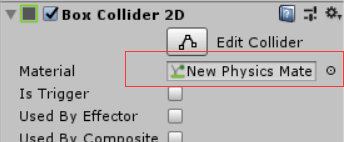 Box Collider 2D
Edit Collider
Material New Physics Mate
Is Trigger
Used By Effector
Used By Composite